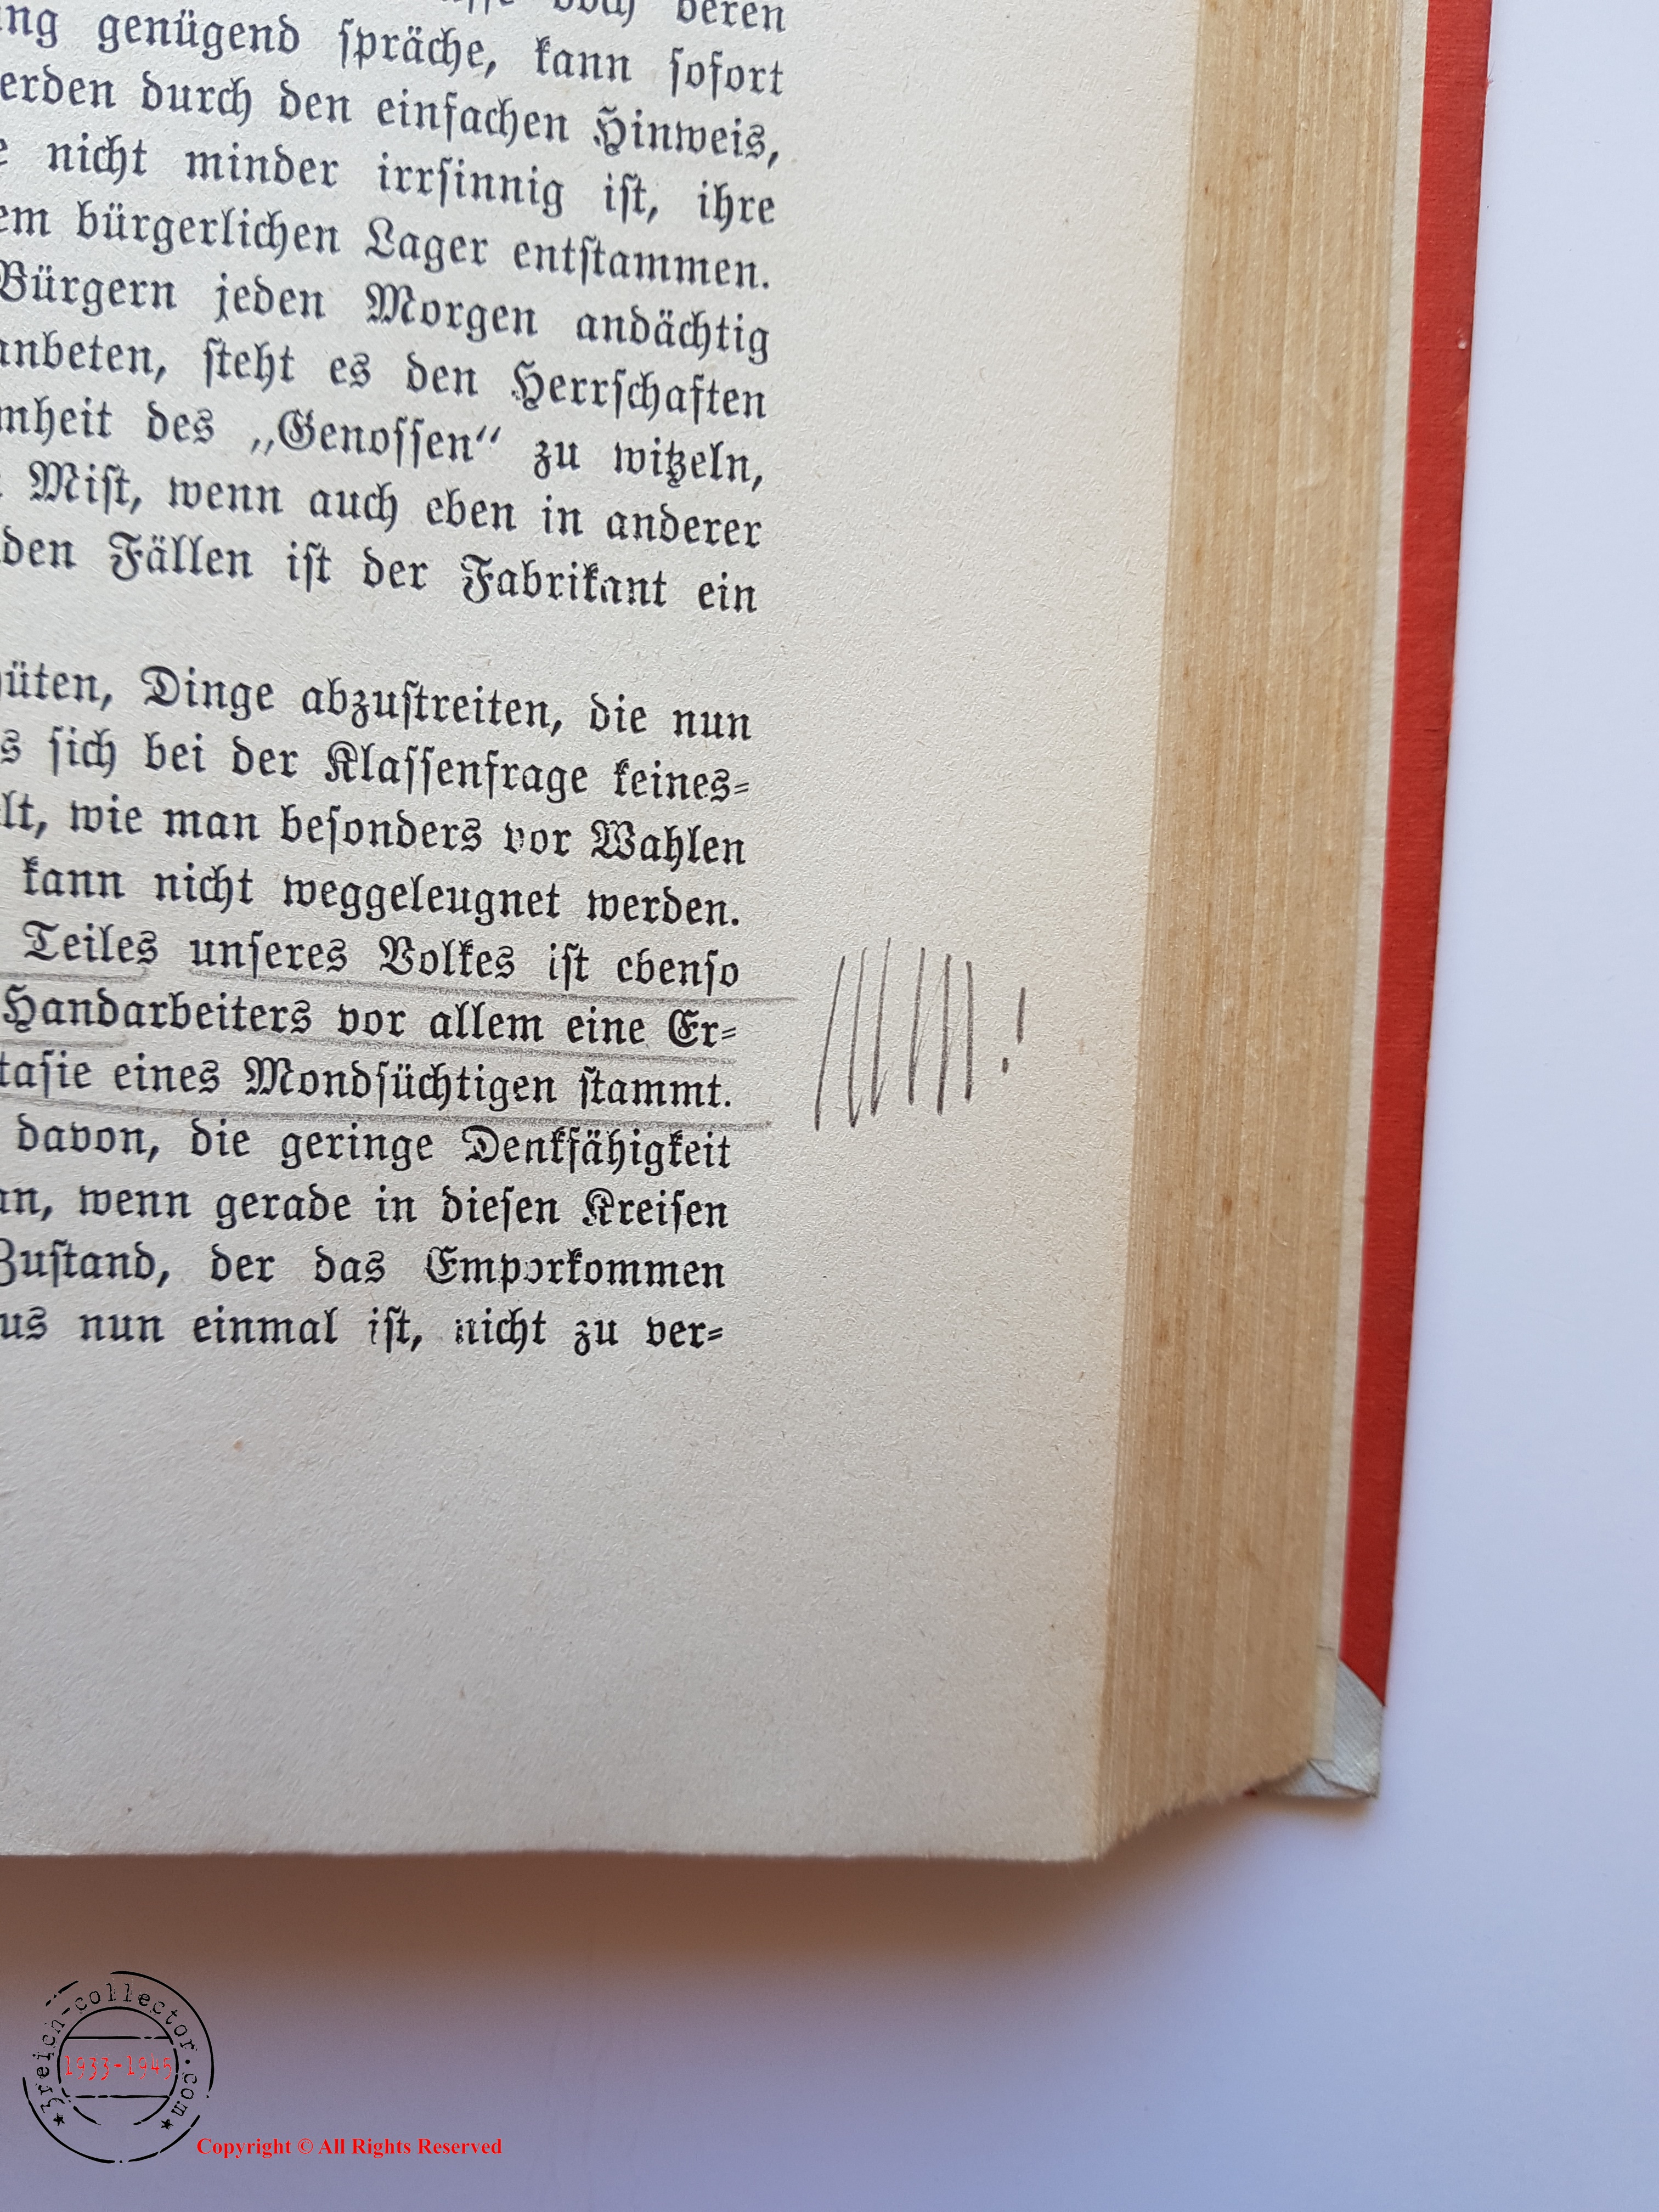 deren
ng genügend ſpräche, kann ſofort
erden durch den einfachen Hinweis,
nicht minder irrſinnig iſt, ihre
em bürgerlichen Lager entſtammen.
Bürgern jeden Morgen andächtig
anbeten, ſteht es den Herrſchaften
mheit des „Genoſſen“ zu witzeln,
Miſt, wenn auch eben in anderer
den Fällen iſt der Fabrikant ein
üten, Dinge abzuſtreiten, die nun
s ſich bei der Klaſſenfrage keines⸗
lt, wie man beſonders vor Wahlen
kann nicht weggeleugnet werden.
Teiles unſeres Volkes iſt ebenſo
Handarbeiters vor allem eine Er⸗
taſie eines Mondſüchtigen ſtammt.
davon, die geringe Denkfähigkeit
an, wenn gerade in dieſen Kreiſen
Zuſtand, der das Emporkommen
us nun einmal iſt, nicht zu ver⸗
3reich-collector.com
1933-1945
Copyright © All Rights Reserved